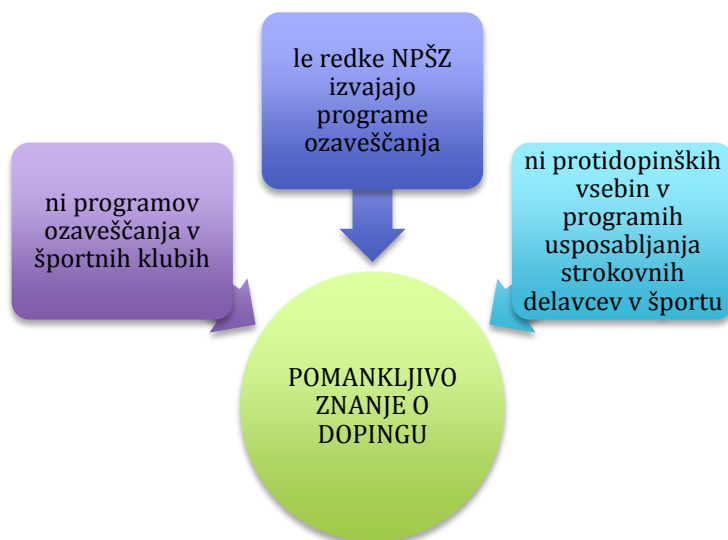 ni programov
ozaveščanja v
športnih klubih
le redke NPŠZ
izvajajo
programe
ozaveščanja
ni protidopinških
vsebin v
programih
usposabljanja
strokovnih
delavcev v športu
POMANKLJIVO
ZNANJE O
DOPINGU